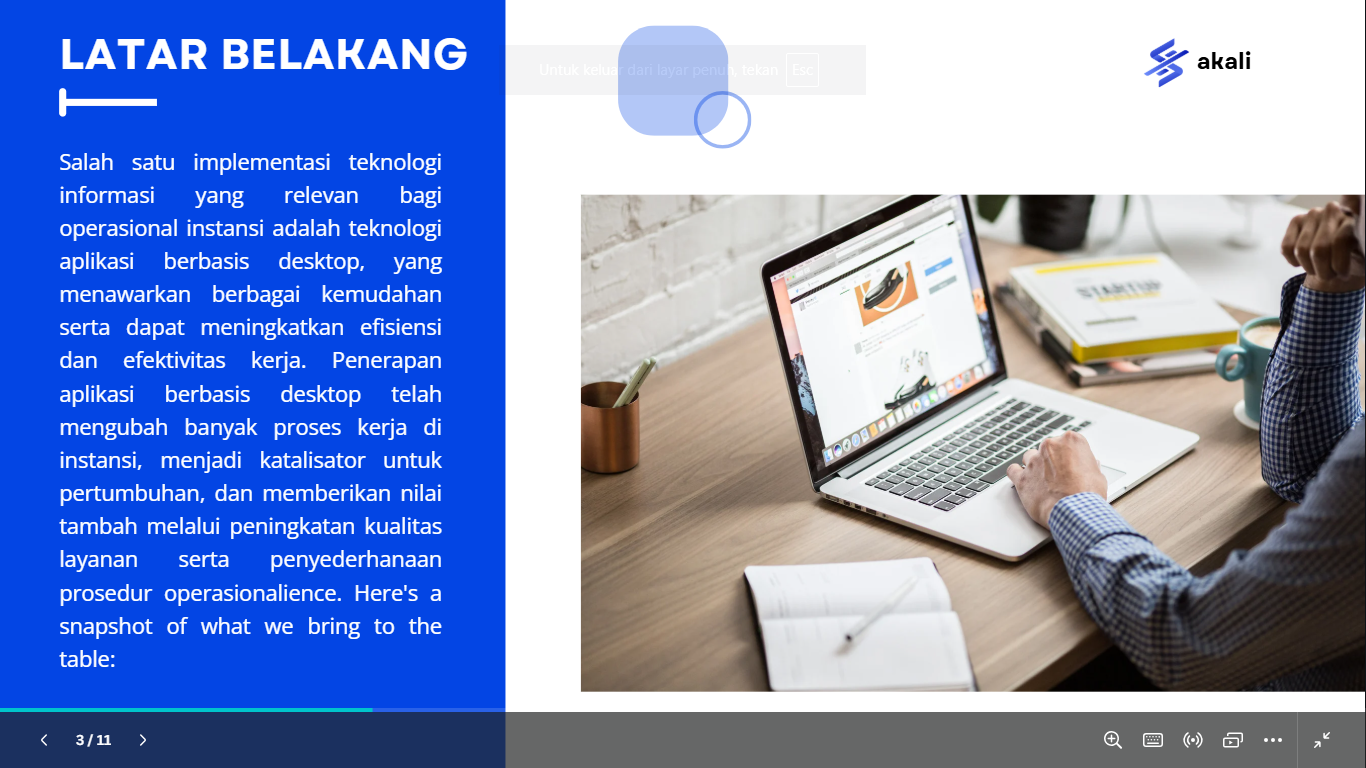 LATAR BELAKANG
Salah satu implementasi teknologi
informasi yang relevan bagi
operasional instansi adalah teknologi
aplikasi berbasis desktop, yang
menawarkan berbagai kemudahan
serta dapat meningkatkan efisiensi
dan efektivitas kerja. Penerapan
aplikasi berbasis desktop telah
mengubah banyak proses kerja di
instansi, menjadi katalisator untuk
pertumbuhan, dan memberikan nilai
tambah melalui peningkatan kualitas
layanan serta penyederhanaan
prosedur operasionalience. Here's a
snapshot of what we bring to the
table:
Untuk keluar dari layar penuh, tekan Esc
akali
STARTUP
3 / 11